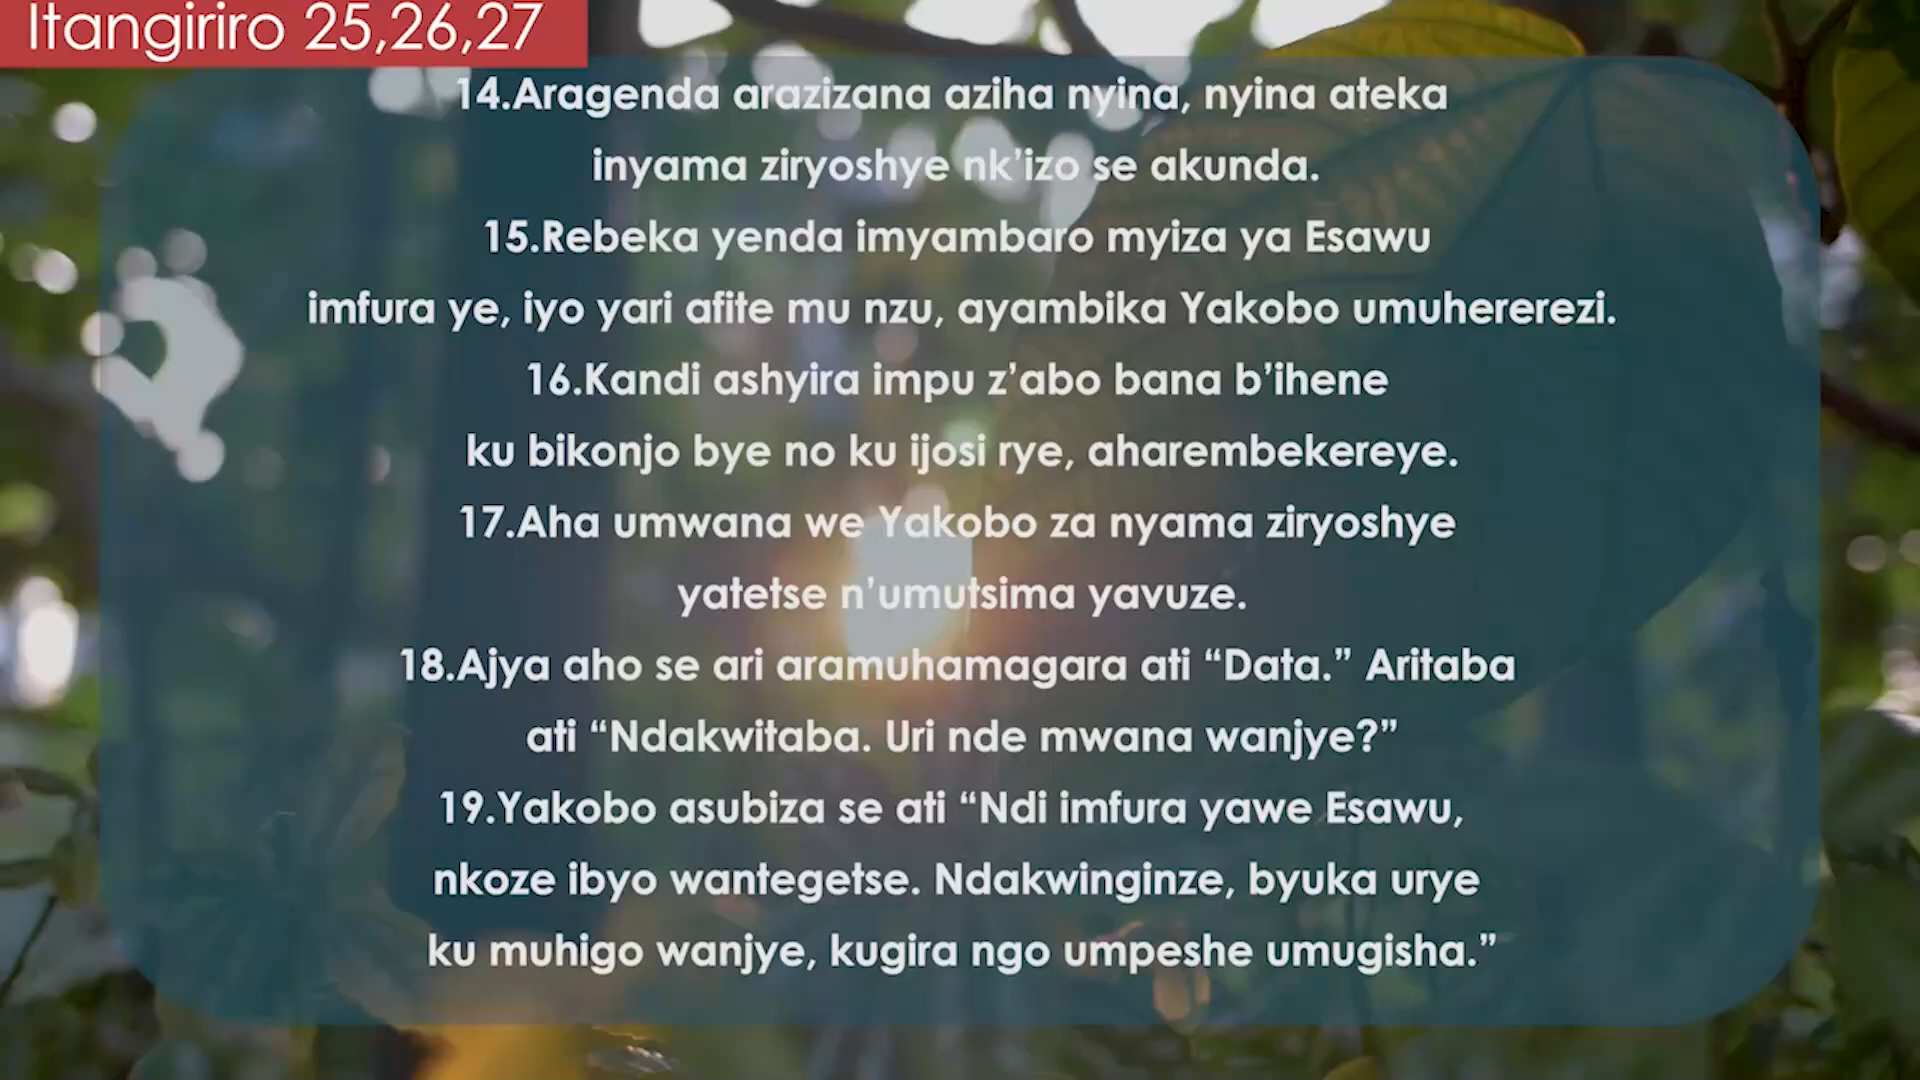 Itangiriro 25,26,27
14.Aragenda arazizana aziha nyina, nyina ateka
inyama ziryoshye nk’izo se akunda.
15.Rebeka yenda imyambaro myiza ya Esawu
imfura ye, iyo yari afite mu nzu, ayambika Yakobo umuhererezi.
16.Kandi ashyira impu z’abo bana b’ihene
ku bikonjo bye no ku ijosi rye, aharembekereye.
17.Aha umwana we Yakobo za nyama ziryoshye
yatetse n’umutsima yavuze.
18.Ajya aho se ari aramuhamagara ati “Data.” Aritaba
ati “Ndakwitaba. Uri nde mwana wanjye?”
19.Yakobo asubiza se ati “Ndi imfura yawe Esawu,
nkoze ibyo wantegetse. Ndakwinginze, byuka urye
ku muhigo wanjye, kugira ngo umpeshe umugisha.”